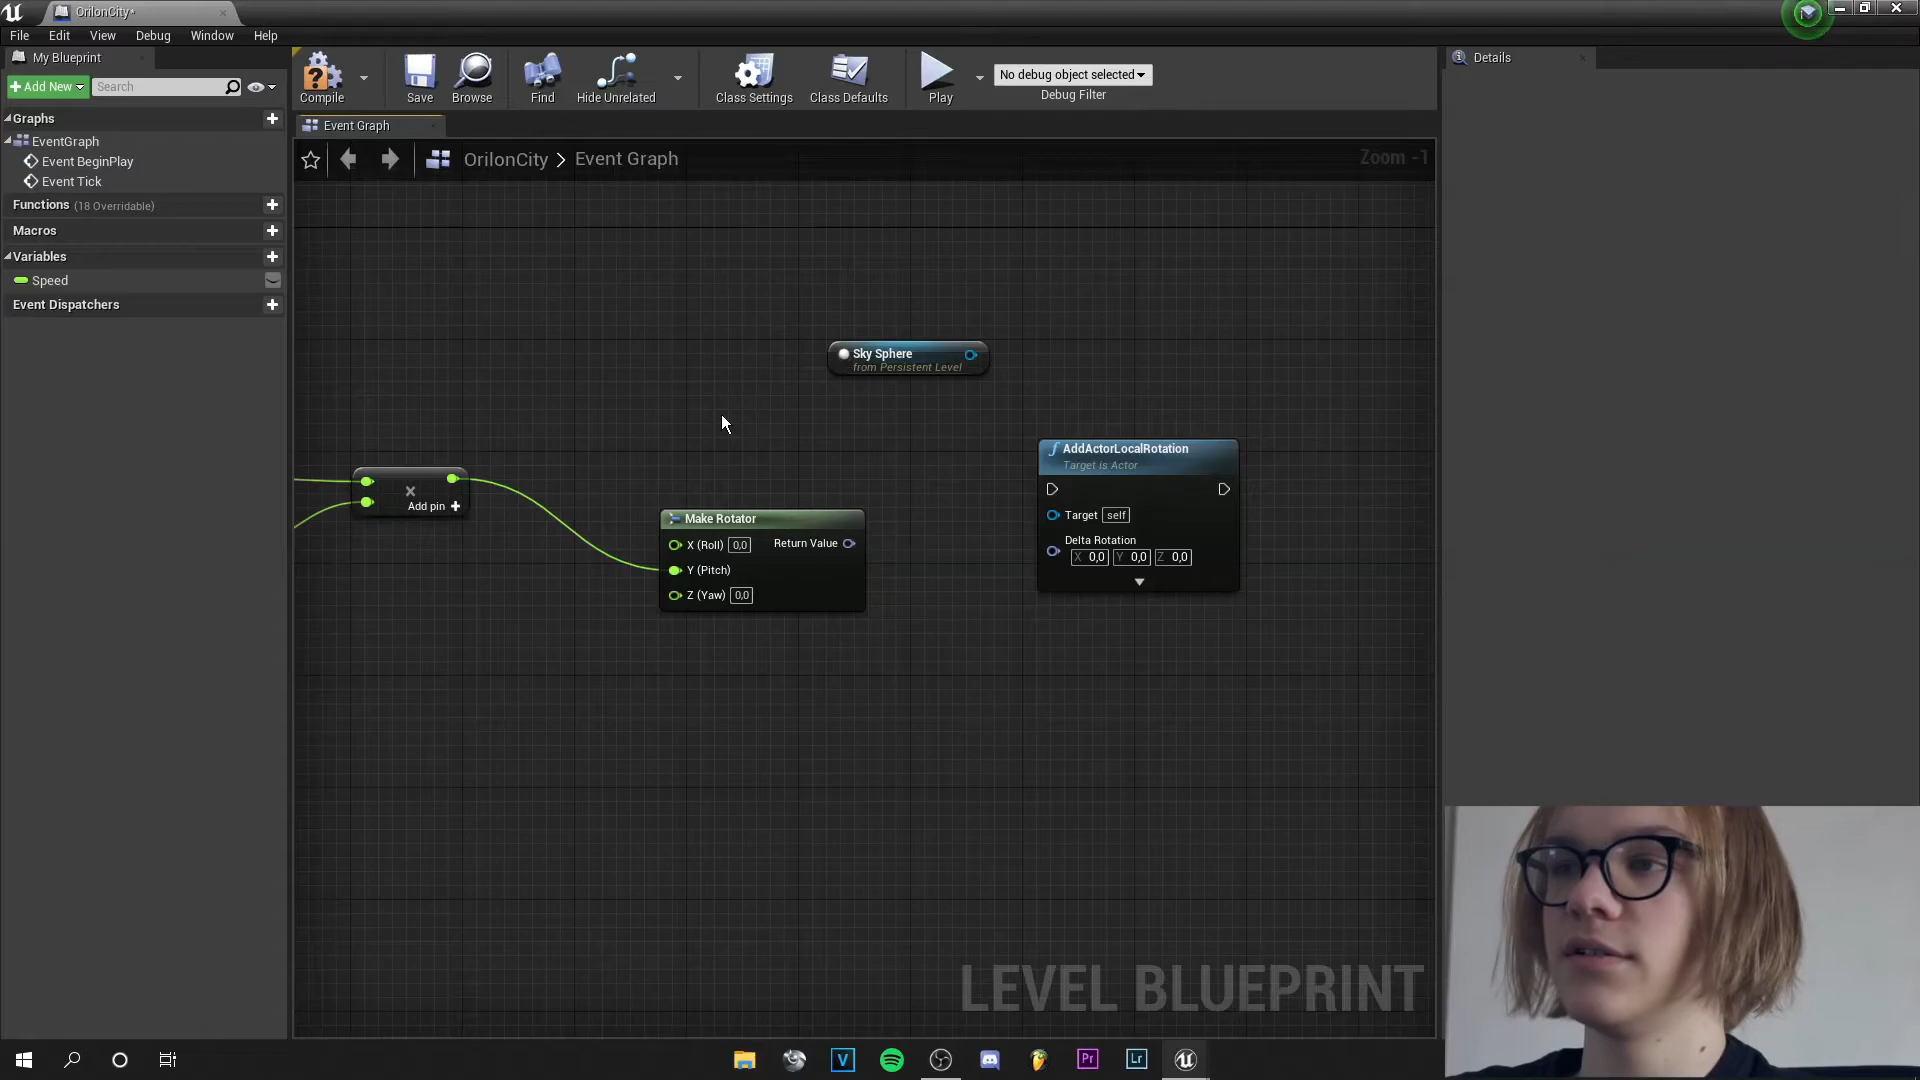 OrilonCity*
File Edit View Debug Window Help
My Blueprint
Details
Add New
Search
Compile
Save
Browse
Find
Hide Unrelated
Class Settings
Class Defaults
Play
No debug object selected
Debug Filter
Graphs
EventGraph
Event BeginPlay
Event Tick
Functions (18 Overridable)
Macros
Variables
Speed
Event Dispatchers
Event Graph
OrilonCity > Event Graph
Zoom -1
Sky Sphere
from Persistent Level
AddActorLocalRotation
Target is Actor
Target self
Delta Rotation
X 0,0 Y 0,0 Z 0,0
Add pin
Make Rotator
X (Roll) 0,0 Return Value
Y (Pitch)
Z (Yaw) 0,0
LEVEL BLUEPRINT
V
Pr
Lr